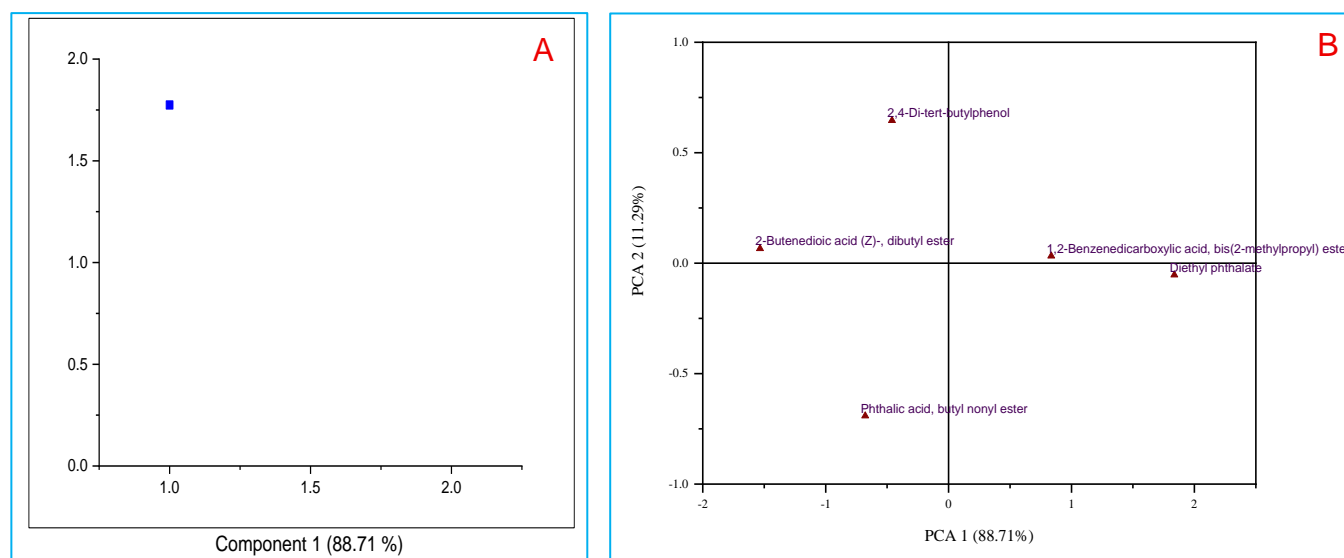 A
2.0
1.5
1.0
0.5
0.0
1.0 1.5 2.0
Component 1 (88.71 %)
B
1.0
2,4-Di-tert-butylphenol
0.5
2-Butenedioic acid (Z)-, dibutyl ester
1,2-Benzenedicarboxylic acid, bis(2-methylpropyl) este
0.0
Diethyl phthalate
PCA 2 (11.29%)
-0.5
Phthalic acid, butyl nonyl ester
-1.0
-2 -1 0 1 2
PCA 1 (88.71%)